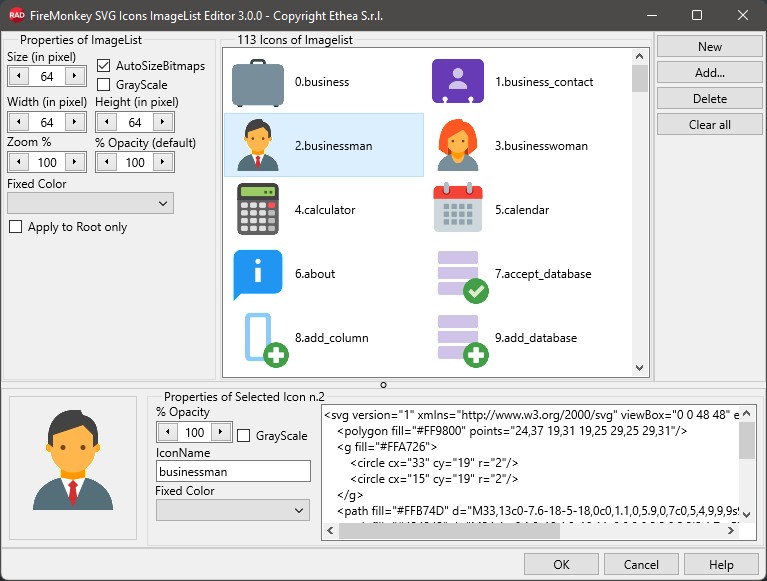 RAD FireMonkey SVG Icons ImageList Editor 3.0.0 - Copyright Ethea S.r.l.
Properties of ImageList
Size (in pixel)
64
AutoSizeBitmaps
GrayScale
Width (in pixel) Height (in pixel)
64 64
Zoom % % Opacity (default)
100 100
Fixed Color
Apply to Root only
113 Icons of Imagelist
0.business 1.business_contact
2.businessman 3.businesswoman
4.calculator 5.calendar
6.about 7.accept_database
8.add_column 9.add_database
New
Add...
Delete
Clear all
Properties of Selected Icon n.2
% Opacity
100 GrayScale
IconName
businessman
Fixed Color
<svg version="1" xmlns="http://www.w3.org/2000/svg" viewBox="0 0 48 48" e
<polygon fill="#FF9800" points="24,37 19,31 19,25 29,25 29,31"/>
<g fill="#FFA726">
<circle cx="33" cy="19" r="2"/>
<circle cx="15" cy="19" r="2"/>
</g>
<path fill="#FFB74D" d="M33,13c0-7.6-18-5-18,0c0,1.1,0,5.9,0,7c0,5,4,9,9,9s
OK Cancel Help